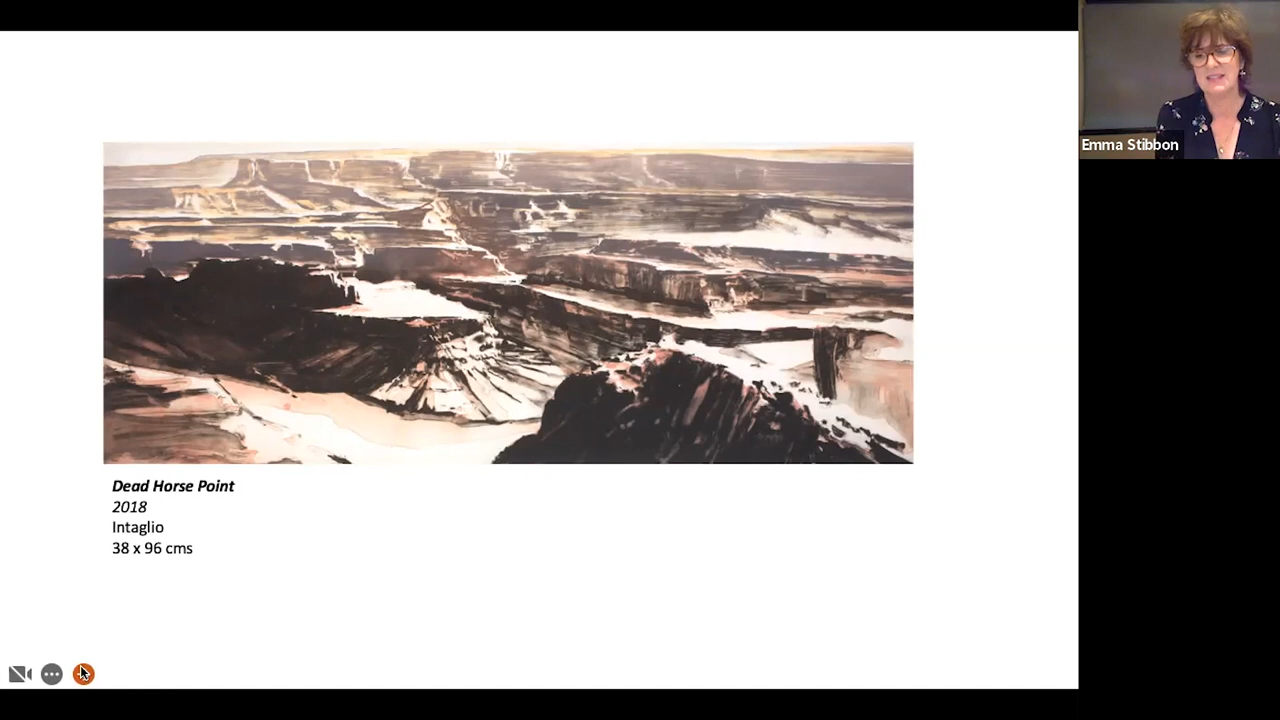 Emma Stibbon
Dead Horse Point
2018
Intaglio
38 x 96 cms